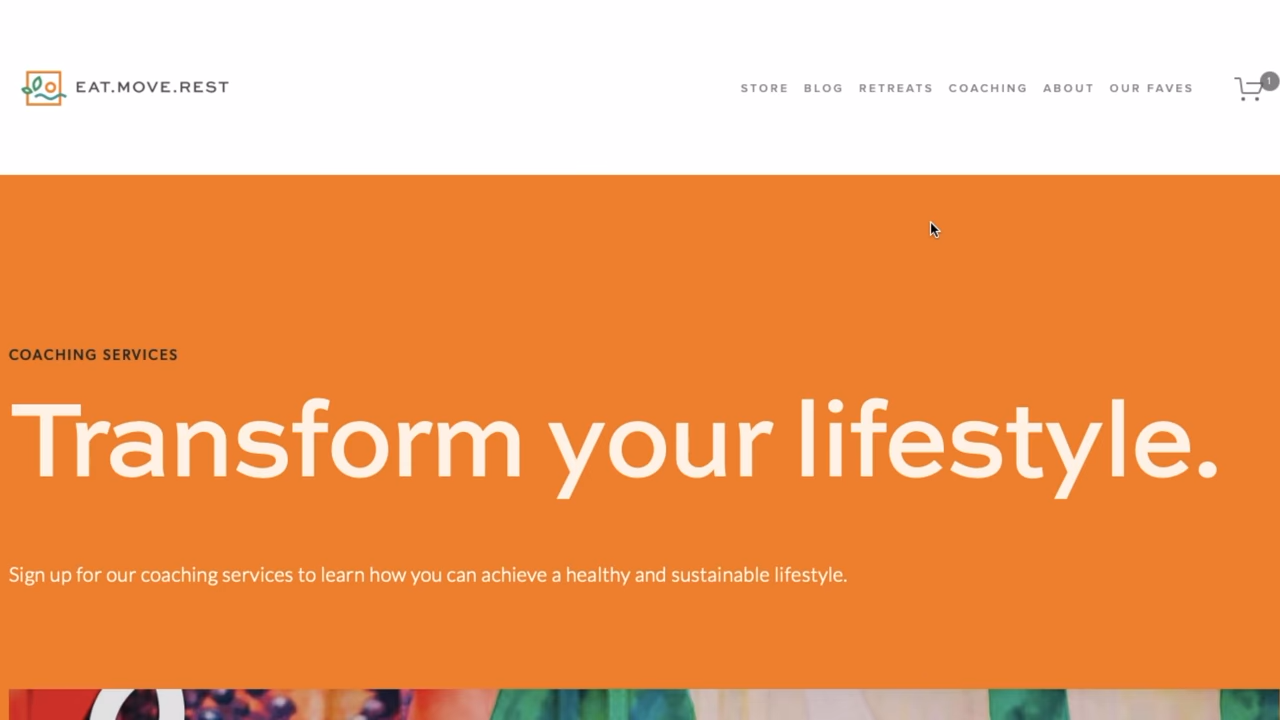 EAT.MOVE.REST
STORE BLOG RETREATS COACHING ABOUT OUR FAVES
1
COACHING SERVICES
Transform your lifestyle.
Sign up for our coaching services to learn how you can achieve a healthy and sustainable lifestyle.